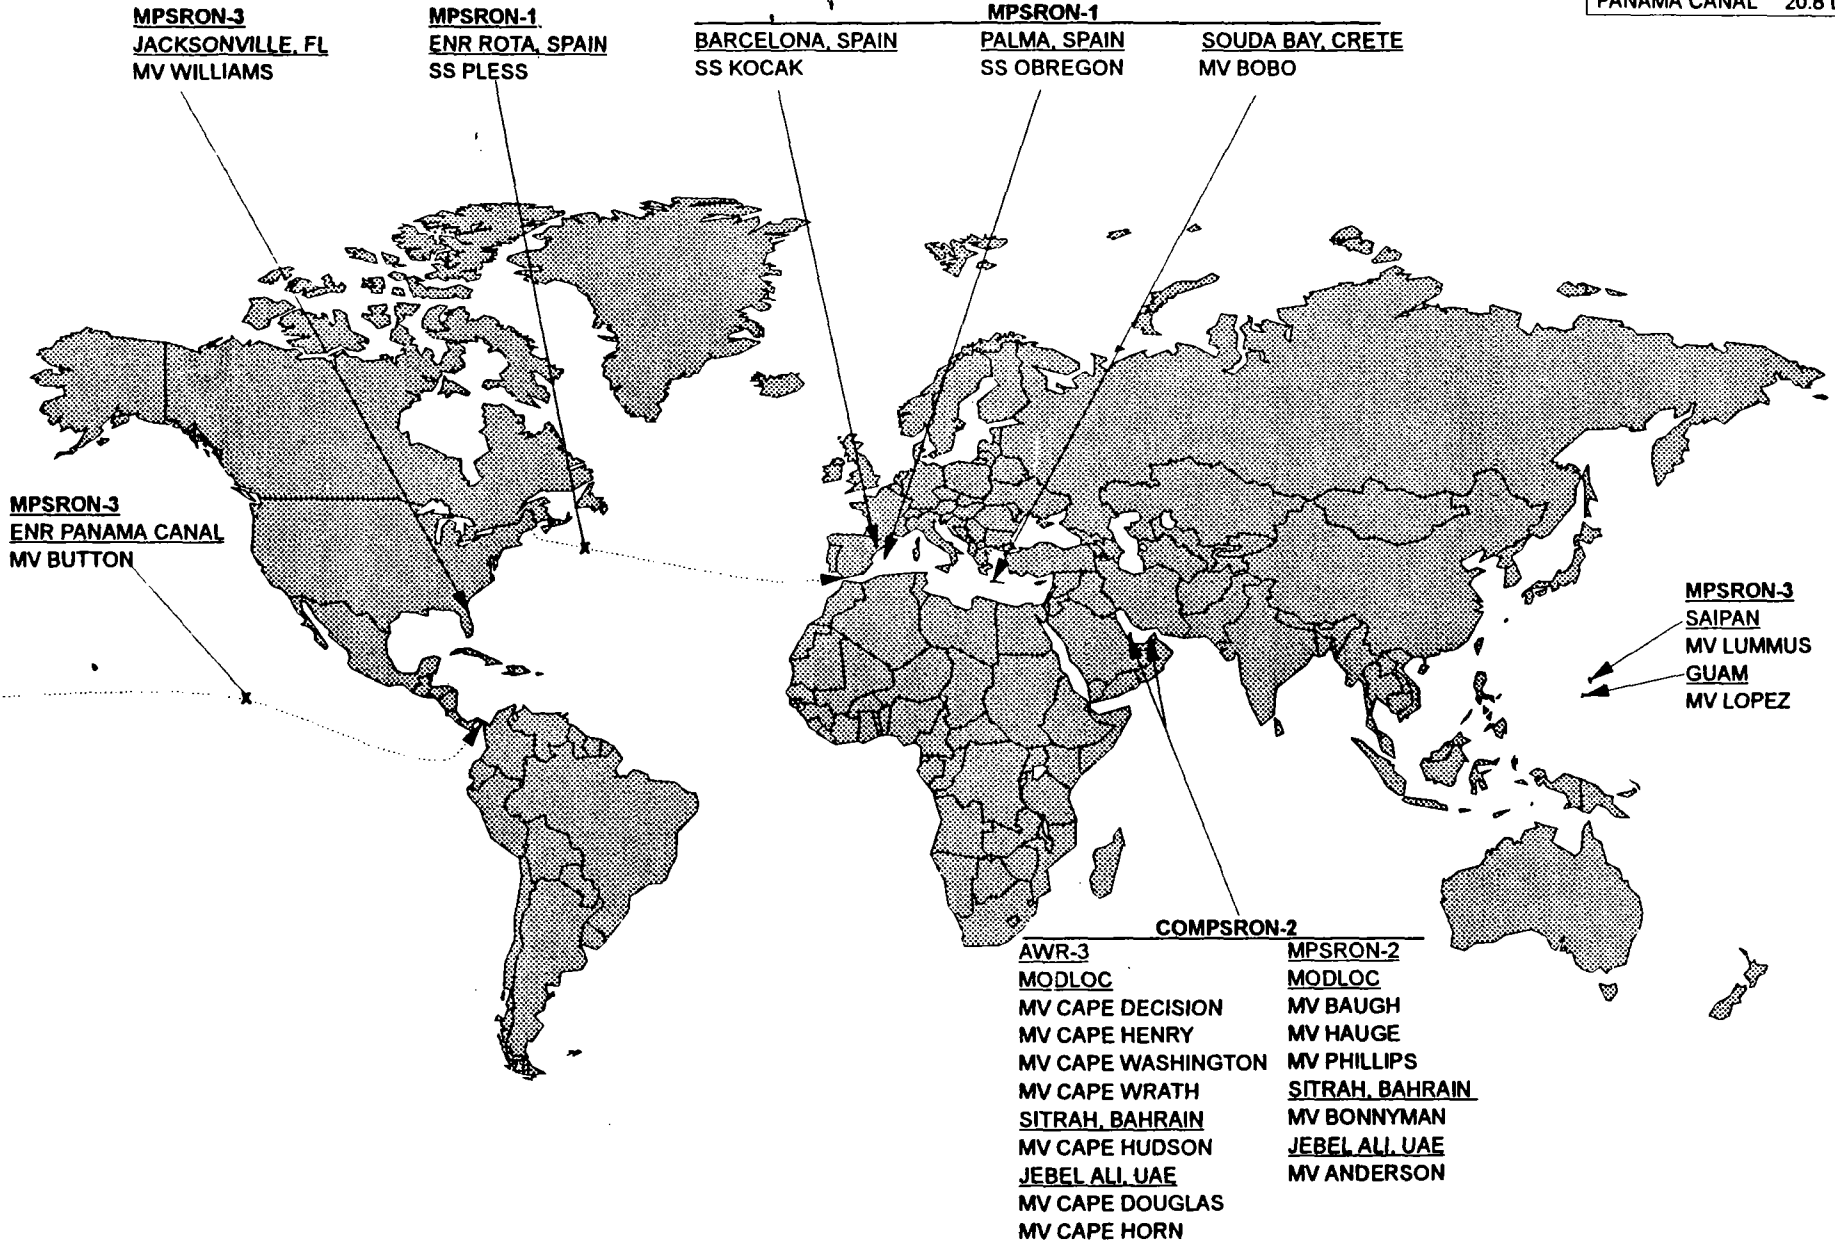 PANAMA CANAL 20.8
MPSRON-3
JACKSONVILLE, FL
MV WILLIAMS
MPSRON-1
ENR ROTA, SPAIN
SS PLESS
MPSRON-1
BARCELONA, SPAIN
SS KOCAK
PALMA, SPAIN
SS OBREGON
SOUDA BAY, CRETE
MV BOBO
MPSRON-3
ENR PANAMA CANAL
MV BUTTON
X
X
MPSRON-3
SAIPAN
MV LUMMUS
GUAM
MV LOPEZ
COMPSRON-2
AWR-3
MODLOC
MV CAPE DECISION
MV CAPE HENRY
MV CAPE WASHINGTON
MV CAPE WRATH
SITRAH, BAHRAIN
MV CAPE HUDSON
JEBEL ALI, UAE
MV CAPE DOUGLAS
MV CAPE HORN
MPSRON-2
MODLOC
MV BAUGH
MV HAUGE
MV PHILLIPS
SITRAH, BAHRAIN
MV BONNYMAN
JEBEL ALI, UAE
MV ANDERSON